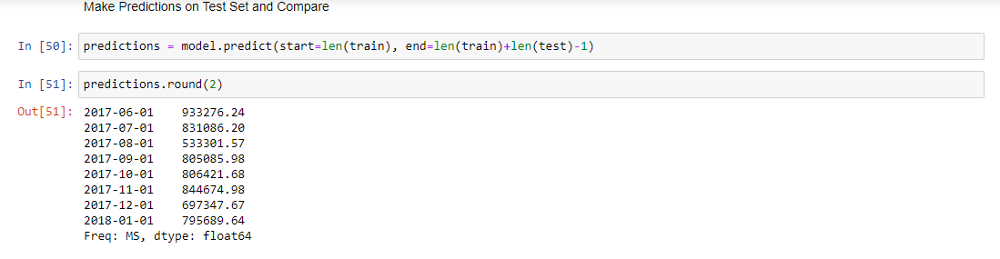 Make Predictions on Test Set and Compare
In [50]: predictions = model.predict(start=len(train), end=len(train)+len(test)-1)
In [51]: predictions.round(2)
Out[51]: 2017-06-01    933276.24
2017-07-01    831086.20
2017-08-01    533301.57
2017-09-01    805085.98
2017-10-01    806421.68
2017-11-01    844674.98
2017-12-01    697347.67
2018-01-01    795689.64
Freq: MS, dtype: float64